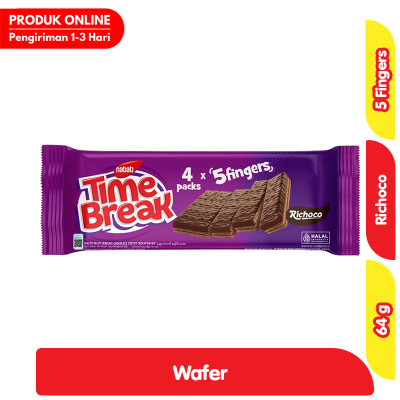 PRODUK ONLINE
Pengiriman 1-3 Hari
5 Fingers
Richoco
64 g
nabati
Time
Break
4
packs
x
5fingers
Richoco
HALAL
Wafer